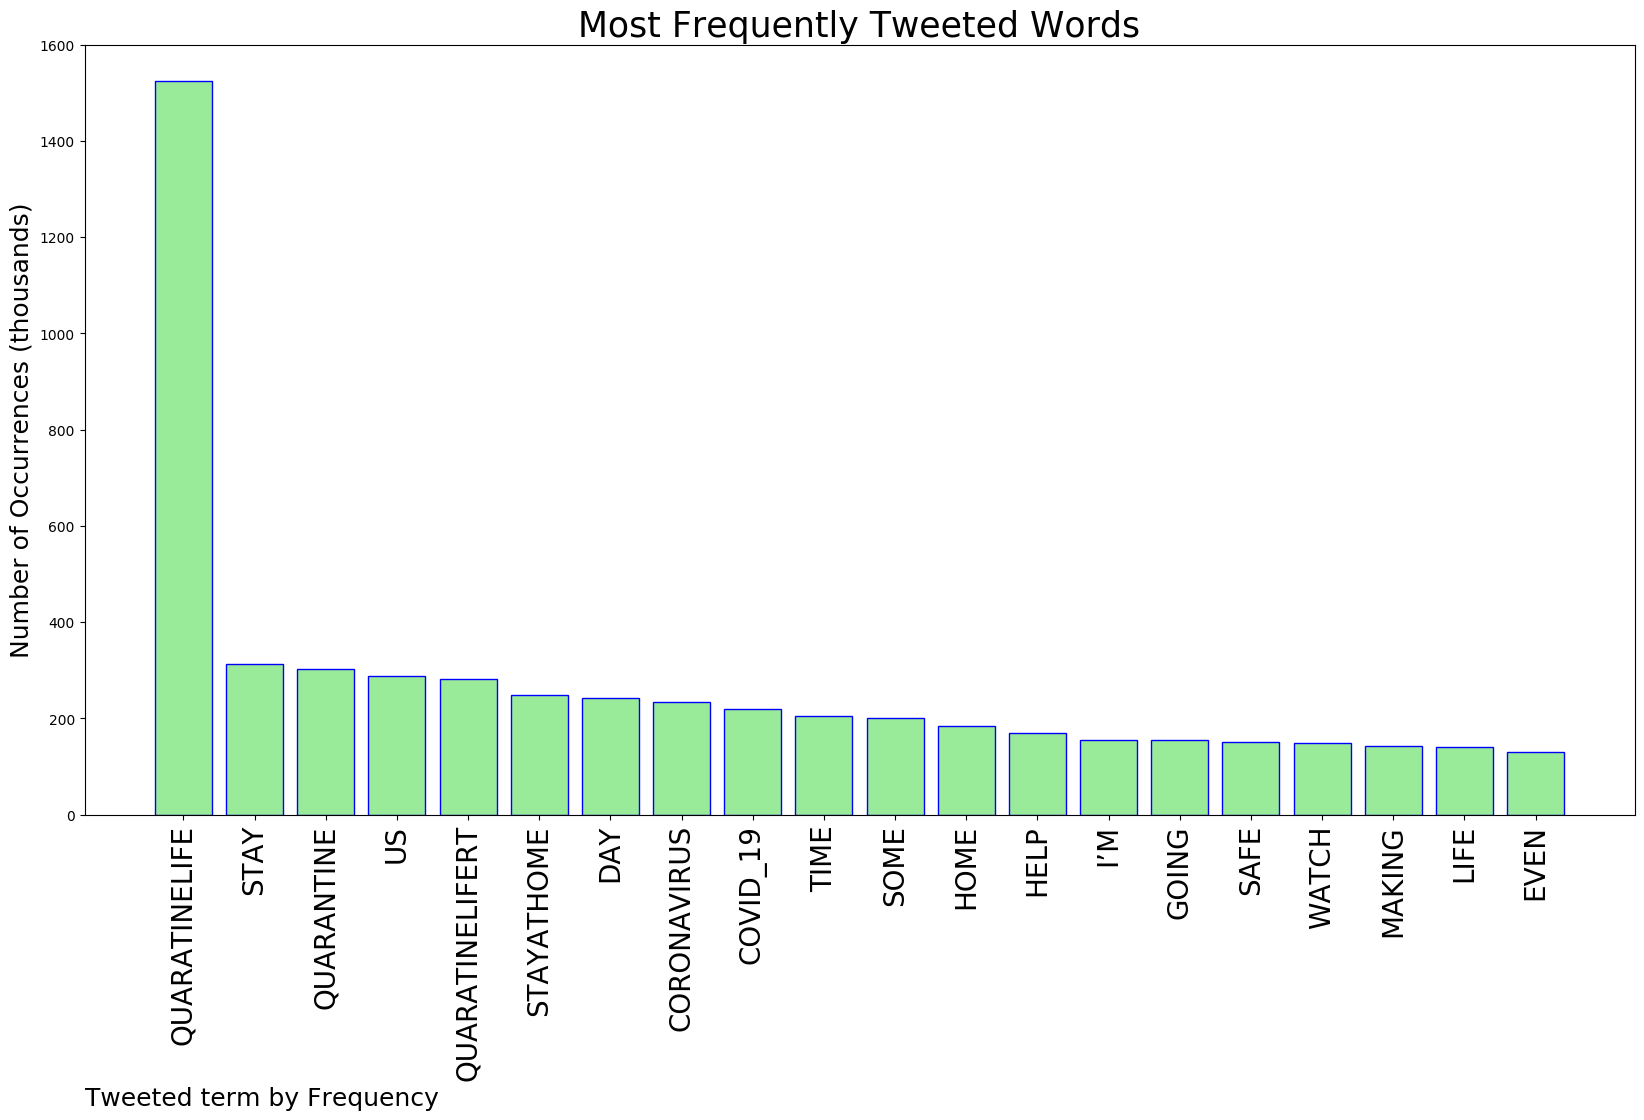 Most Frequently Tweeted Words
Number of Occurrences (thousands)
1600
1400
1200
1000
800
600
400
200
0
QUARATINELIFE
STAY
QUARANTINE
US
QUARATINELIFERT
STAYATHOME
DAY
CORONAVIRUS
COVID_19
TIME
SOME
HOME
HELP
I’M
GOING
SAFE
WATCH
MAKING
LIFE
EVEN
Tweeted term by Frequency